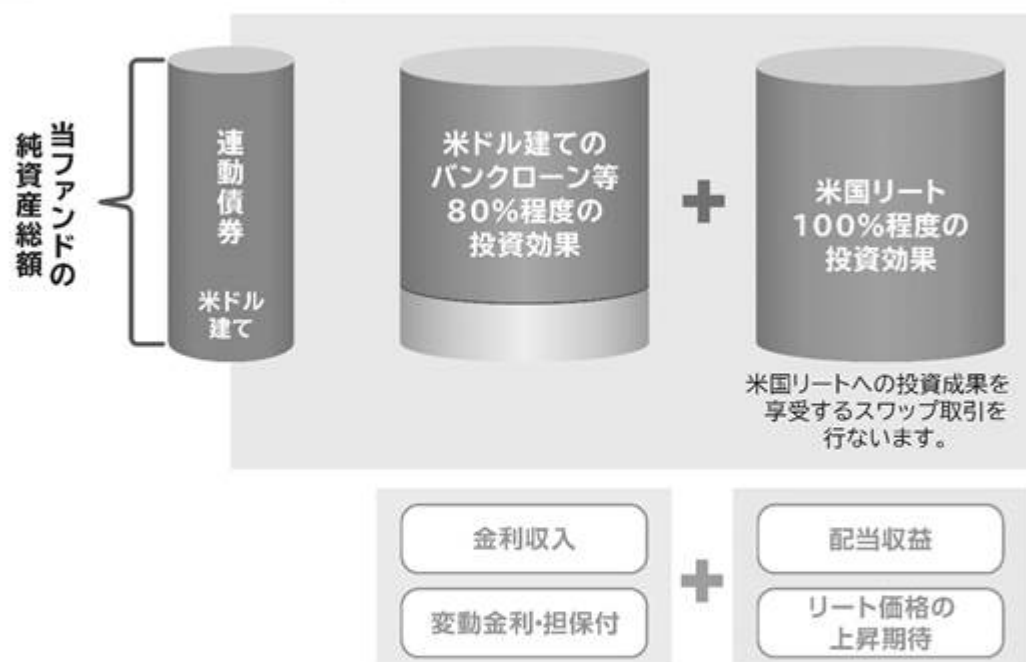 当ファンドの
純資産総額
連動債券
米ドル
建て
米ドル建ての
バンクローン等
80%程度の
投資効果
+
米国リート
100%程度の
投資効果
米国リートへの投資成果を
享受するスワップ取引を
行ないます。
金利収入
変動金利・担保付
+
配当収益
リート価格の
上昇期待